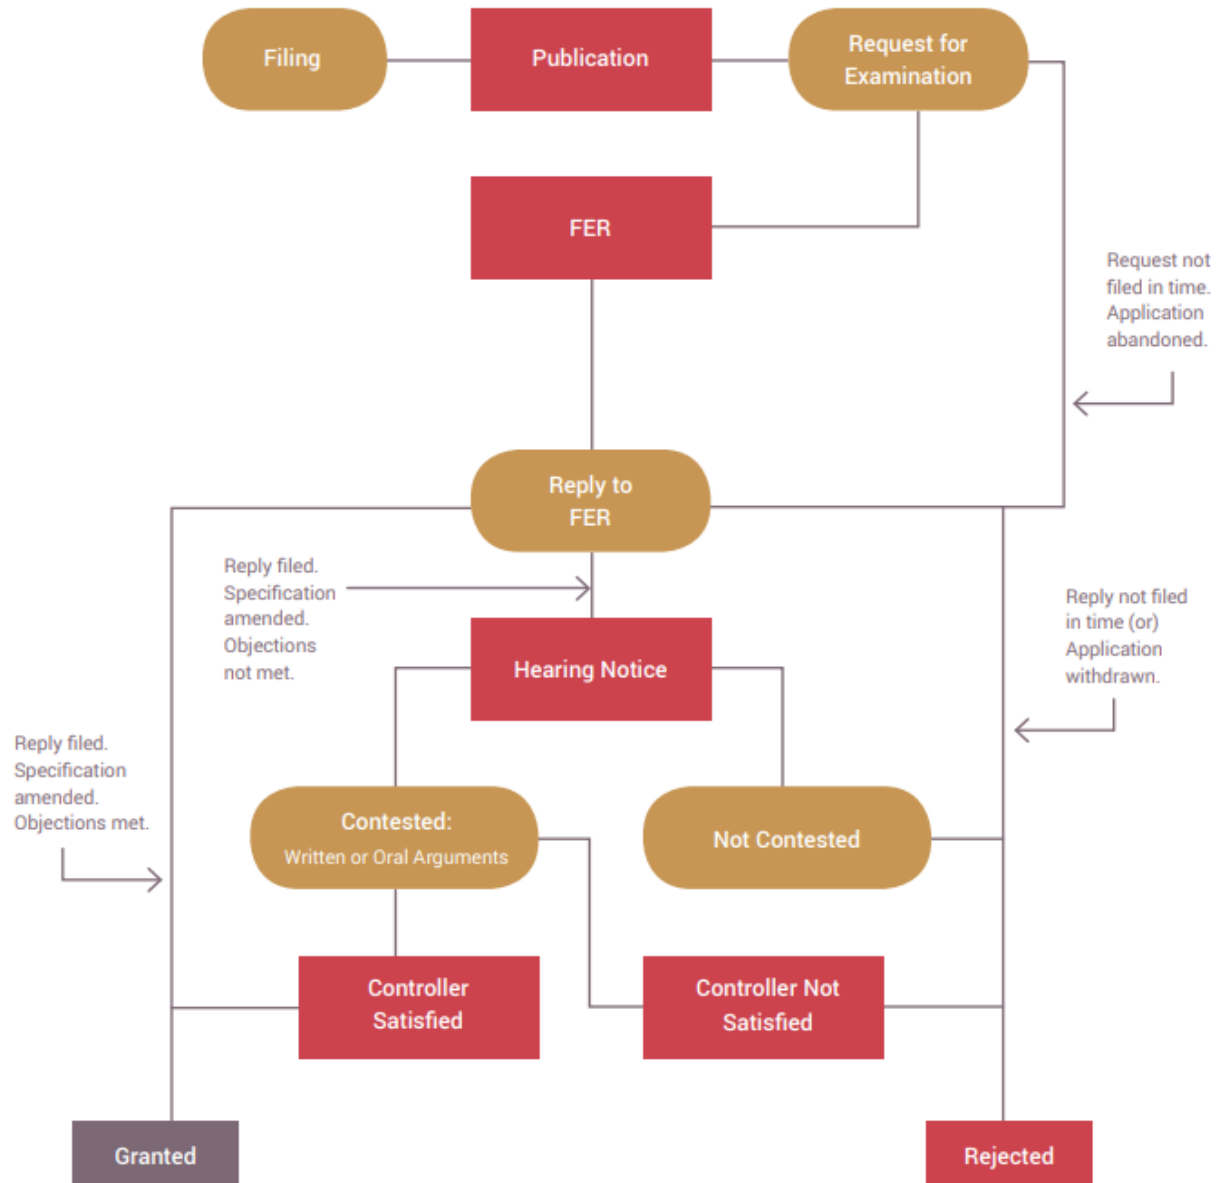 Filing
Publication
Request for
Examination
FER
Request not
filed in time.
Application
abandoned.
Reply to
FER
Reply filed.
Specification
amended.
Objections
not met.
Reply not filed
in time (or)
Application
withdrawn.
Hearing Notice
Reply filed.
Specification
amended.
Objections met.
Contested:
Written or Oral Arguments
Not Contested
Controller
Satisfied
Controller Not
Satisfied
Granted
Rejected